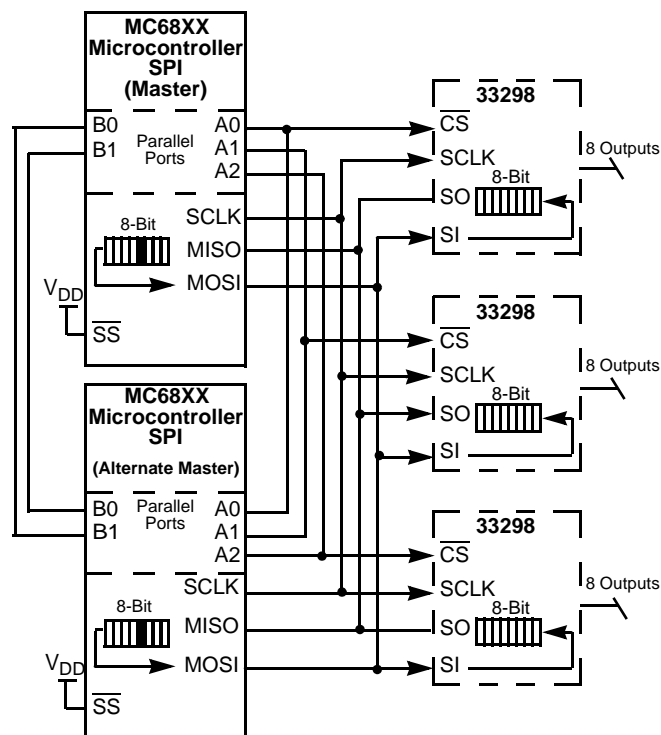 MC68XX
Microcontroller
SPI
(Master)
B0
B1
Parallel
Ports
A0
A1
A2
8-Bit
SCLK
MISO
MOSI
VDD
SS
MC68XX
Microcontroller
SPI
(Alternate Master)
B0
B1
Parallel
Ports
A0
A1
A2
8-Bit
SCLK
MISO
MOSI
VDD
SS
33298
CS
SCLK
SO
8-Bit
SI
8 Outputs
33298
CS
SCLK
SO
8-Bit
SI
8 Outputs
33298
CS
SCLK
SO
8-Bit
SI
8 Outputs